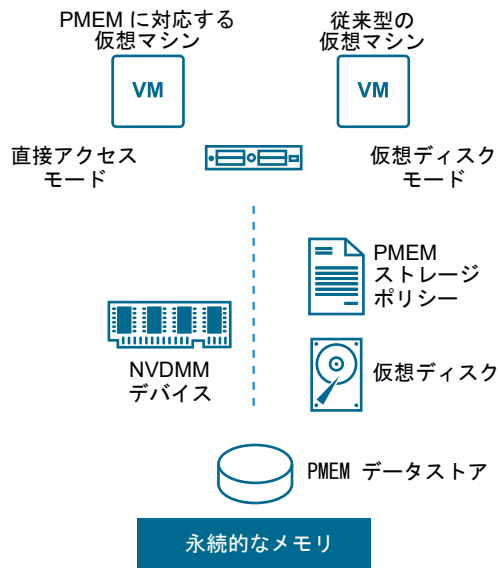 PMEM に対応する
仮想マシン
従来型の
仮想マシン
VM
VM
直接アクセス
モード
仮想ディスク
モード
PMEM
ストレージ
ポリシー
NVDMM
デバイス
仮想ディスク
PMEM データストア
永続的なメモリ